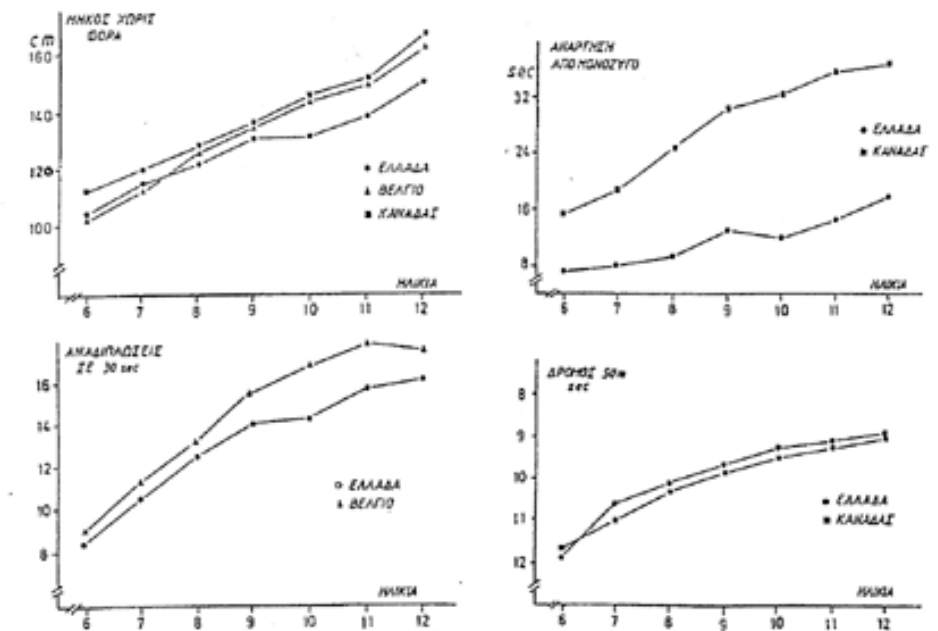 ΜΗΚΟΣ ΧΩΡΙΣ
ΦΟΡΑ
cm
160
140
120
100
ΕΛΛΑΔΑ
ΒΕΛΓΙΟ
ΚΑΝΑΔΑΣ
ΗΛΙΚΙΑ
6 7 8 9 10 11 12
ΑΝΑΡΤΗΣΗ
ΑΠΟ ΜΟΝΟΖΥΓΟ
sec
32
24
16
8
ΕΛΛΑΔΑ
ΚΑΝΑΔΑΣ
ΗΛΙΚΙΑ
6 7 8 9 10 11 12
ΑΝΑΔΙΠΛΩΣΕΙΣ
ΣΕ 30 sec
16
14
12
10
8
ΕΛΛΑΔΑ
ΒΕΛΓΙΟ
ΗΛΙΚΙΑ
6 7 8 9 10 11 12
ΔΡΟΜΟΣ 50m
sec
8
9
10
11
12
ΕΛΛΑΔΑ
ΚΑΝΑΔΑΣ
ΗΛΙΚΙΑ
6 7 8 9 10 11 12